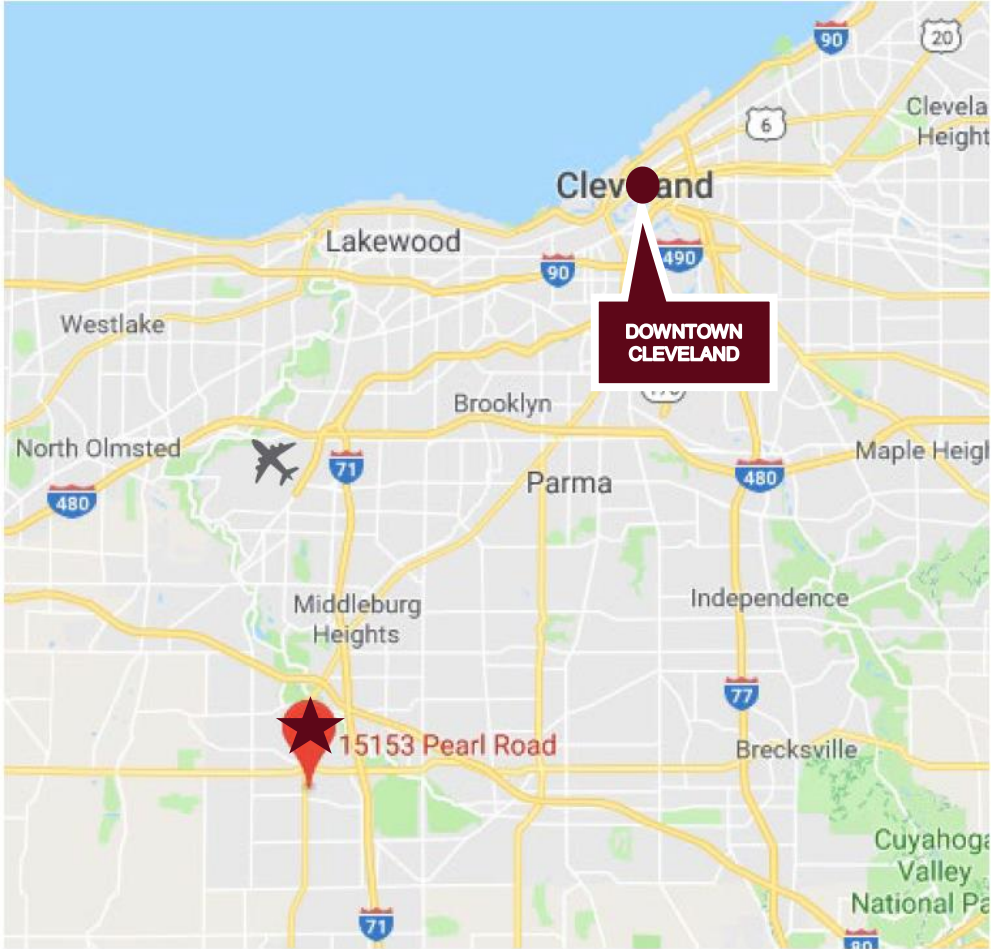 90
20
6
Clevela
Height
Cleveland
Lakewood
490
90
Westlake
DOWNTOWN
CLEVELAND
Brooklyn
North Olmsted
71
Maple Heigh
480
480
Parma
Middleburg
Heights
Independence
77
15153 Pearl Road
Brecksville
Cuyahoga
Valley
National Pa
71
80